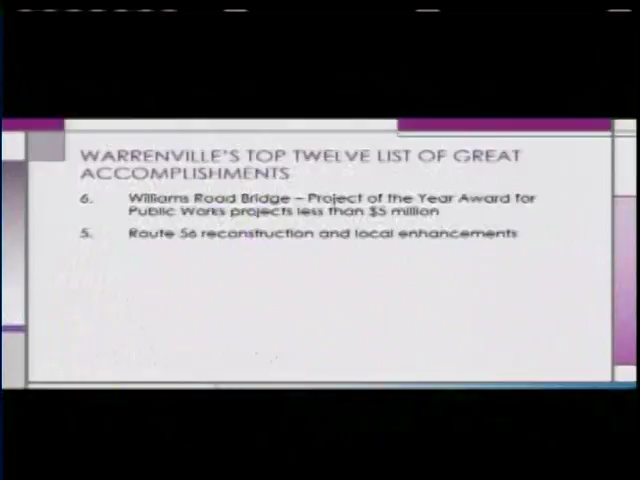 WARRENVILLE'S TOP TWELVE LIST OF GREAT
ACCOMPLISHMENTS
6. Williams Road Bridge – Project of the Year Award for
Public Works projects less than $5 million
5. Route 56 reconstruction and local enhancements